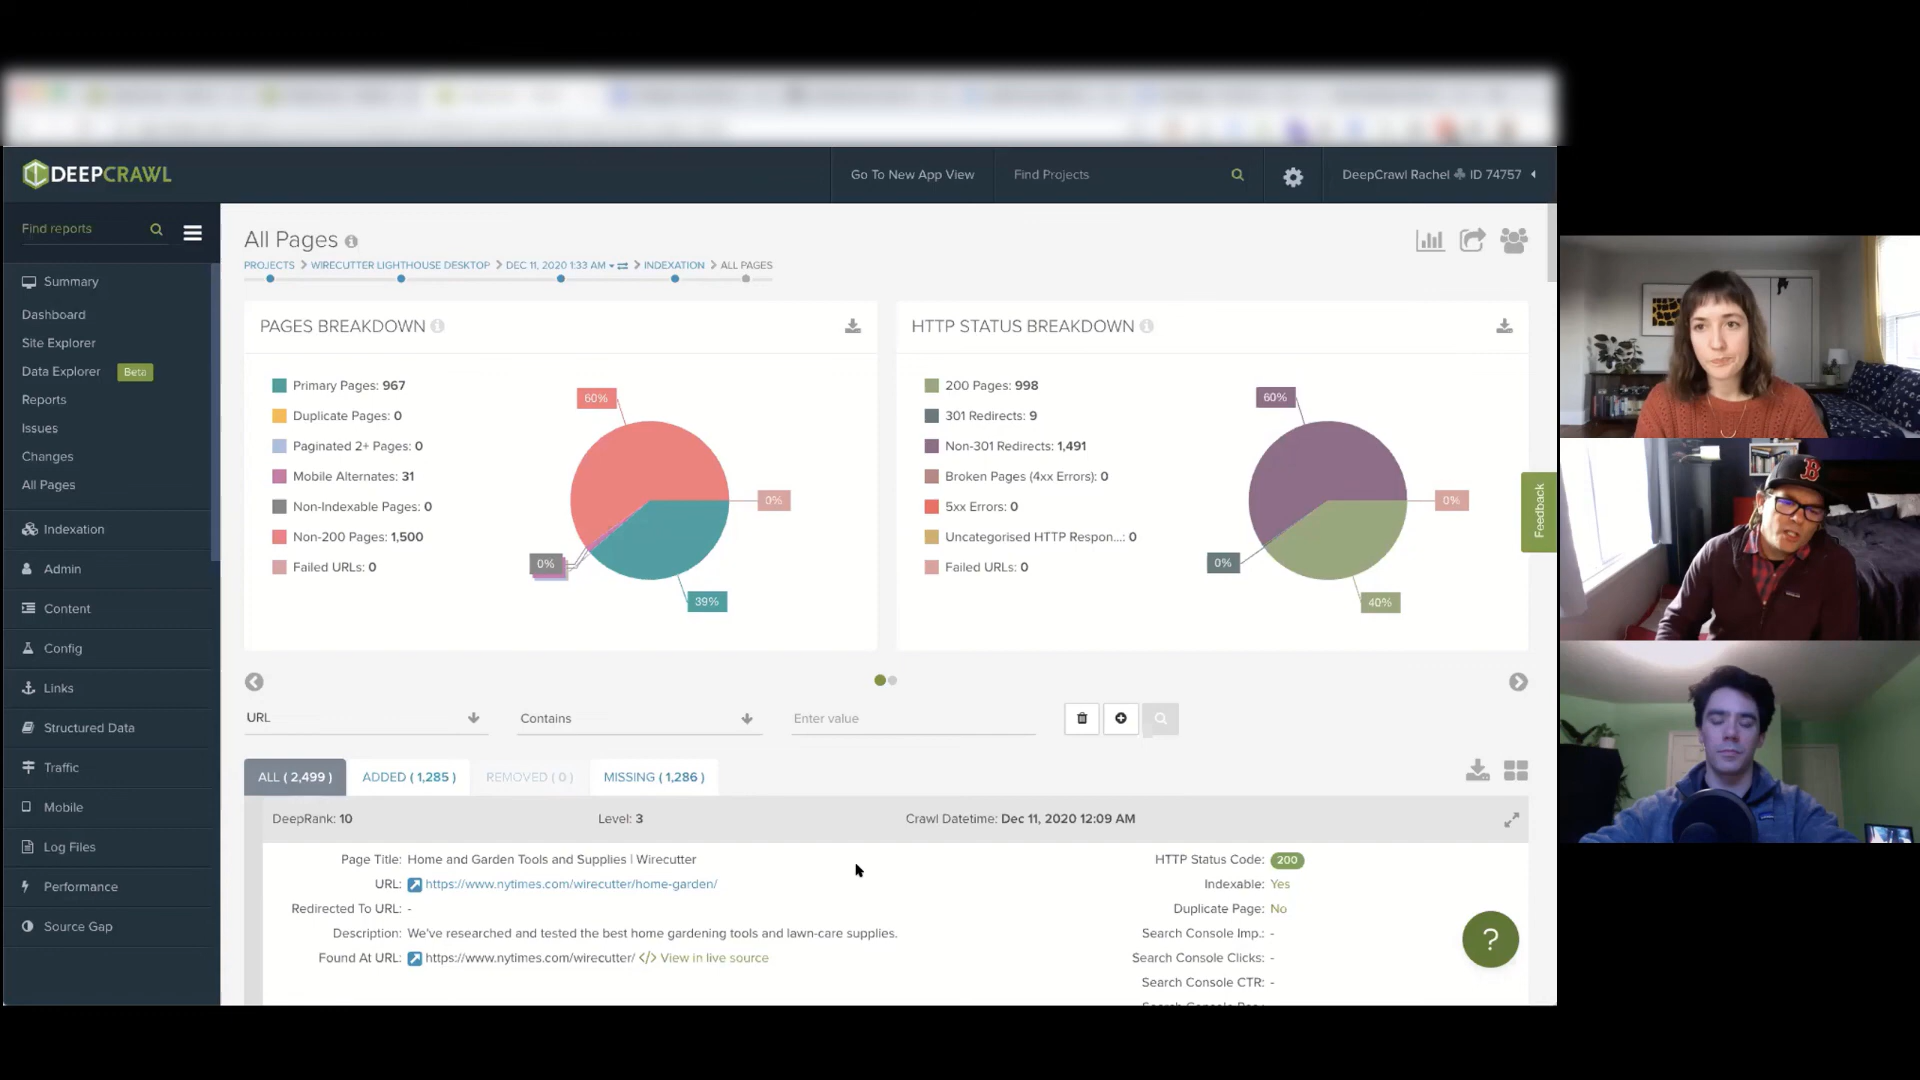 DEEPCRAWL
Go To New App View
Find Projects
DeepCrawl Rachel ♣ ID 74757
Find reports
Summary
Dashboard
Site Explorer
Data Explorer Beta
Reports
Issues
Changes
All Pages
Indexation
Admin
Content
Config
Links
Structured Data
Traffic
Mobile
Log Files
Performance
Source Gap
All Pages
PROJECTS > WIRECUTTER LIGHTHOUSE DESKTOP > DEC 11, 2020 1:33 AM > INDEXATION > ALL PAGES
PAGES BREAKDOWN
Primary Pages: 967
Duplicate Pages: 0
Paginated 2+ Pages: 0
Mobile Alternates: 31
Non-Indexable Pages: 0
Non-200 Pages: 1,500
Failed URLs: 0
60%
0%
0%
39%
HTTP STATUS BREAKDOWN
200 Pages: 998
301 Redirects: 9
Non-301 Redirects: 1,491
Broken Pages (4xx Errors): 0
5xx Errors: 0
Uncategorised HTTP Respon...: 0
Failed URLs: 0
60%
0%
0%
40%
Feedback
URL
Contains
Enter value
ALL ( 2,499 )
ADDED ( 1,285 )
REMOVED ( 0 )
MISSING ( 1,286 )
DeepRank: 10
Level: 3
Crawl Datetime: Dec 11, 2020 12:09 AM
Page Title: Home and Garden Tools and Supplies | Wirecutter
URL: https://www.nytimes.com/wirecutter/home-garden/
Redirected To URL: -
Description: We've researched and tested the best home gardening tools and lawn-care supplies.
Found At URL: https://www.nytimes.com/wirecutter/ </> View in live source
HTTP Status Code: 200
Indexable: Yes
Duplicate Page: No
Search Console Imp.: -
Search Console Clicks: -
Search Console CTR: -
?
B